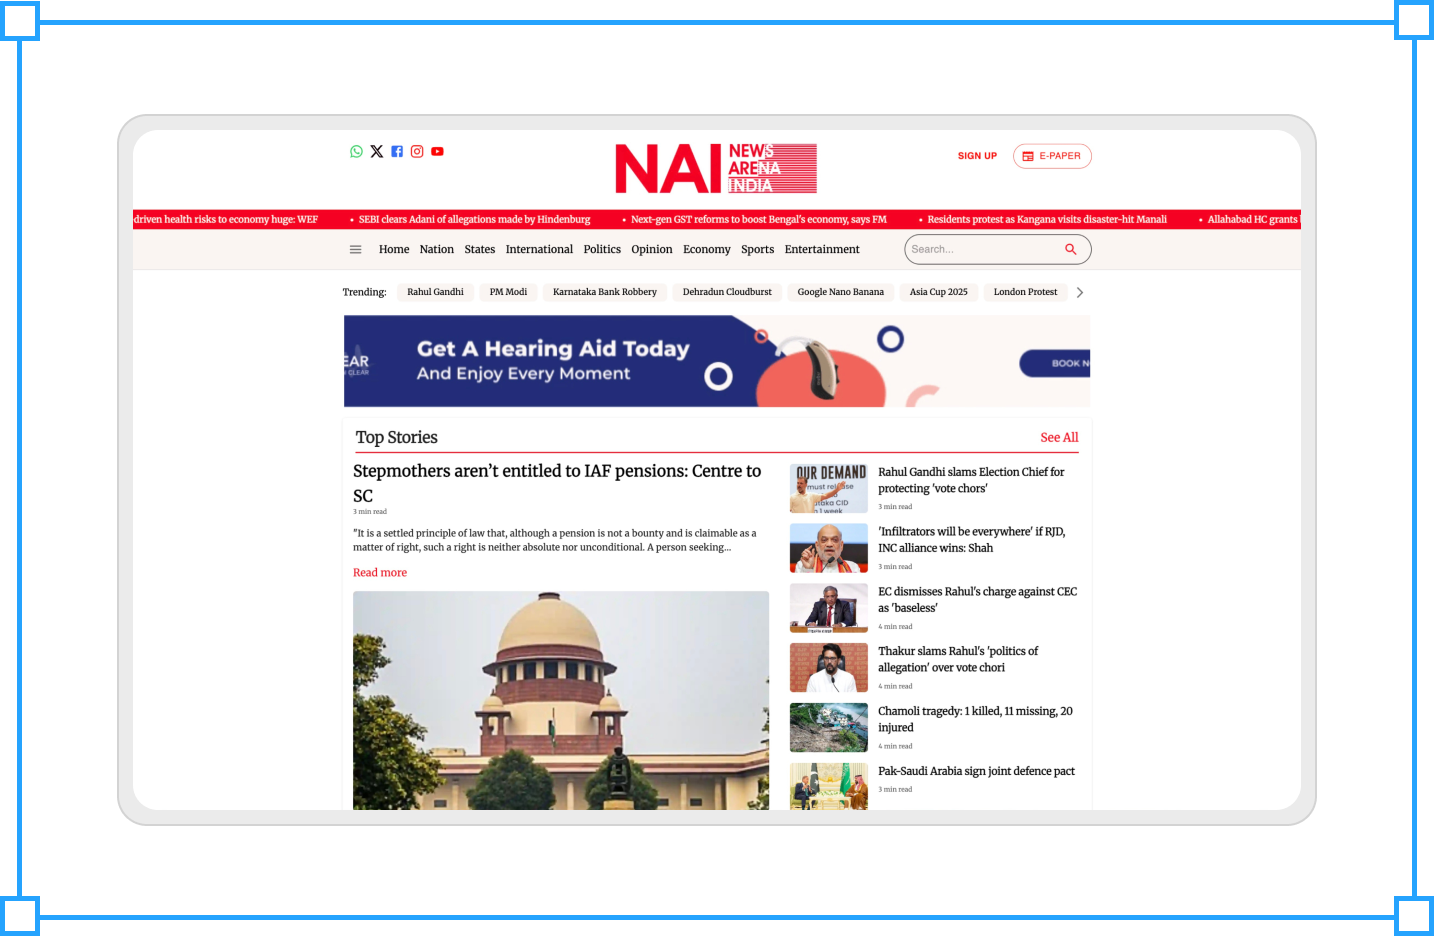 NAI NEWS ARENA INDIA
SIGN UP
E-PAPER
-driven health risks to economy huge: WEF • SEBI clears Adani of allegations made by Hindenburg • Next-gen GST reforms to boost Bengal's economy, says FM • Residents protest as Kangana visits disaster-hit Manali • Allahabad HC grants
Home Nation States International Politics Opinion Economy Sports Entertainment
Search...
Trending: Rahul Gandhi PM Modi Karnataka Bank Robbery Dehradun Cloudburst Google Nano Banana Asia Cup 2025 London Protest
EAR
CLEAR
Get A Hearing Aid Today
And Enjoy Every Moment
BOOK N
Top Stories
See All
Stepmothers aren’t entitled to IAF pensions: Centre to
SC
3 min read
"It is a settled principle of law that, although a pension is not a bounty and is claimable as a
matter of right, such a right is neither absolute nor unconditional. A person seeking...
Read more
OUR DEMAND
must release
CID
1 week
Rahul Gandhi slams Election Chief for
protecting 'vote chors'
3 min read
'Infiltrators will be everywhere' if RJD,
INC alliance wins: Shah
3 min read
EC dismisses Rahul's charge against CEC
as 'baseless'
4 min read
Thakur slams Rahul's 'politics of
allegation' over vote chori
4 min read
Chamoli tragedy: 1 killed, 11 missing, 20
injured
4 min read
Pak-Saudi Arabia sign joint defence pact
3 min read